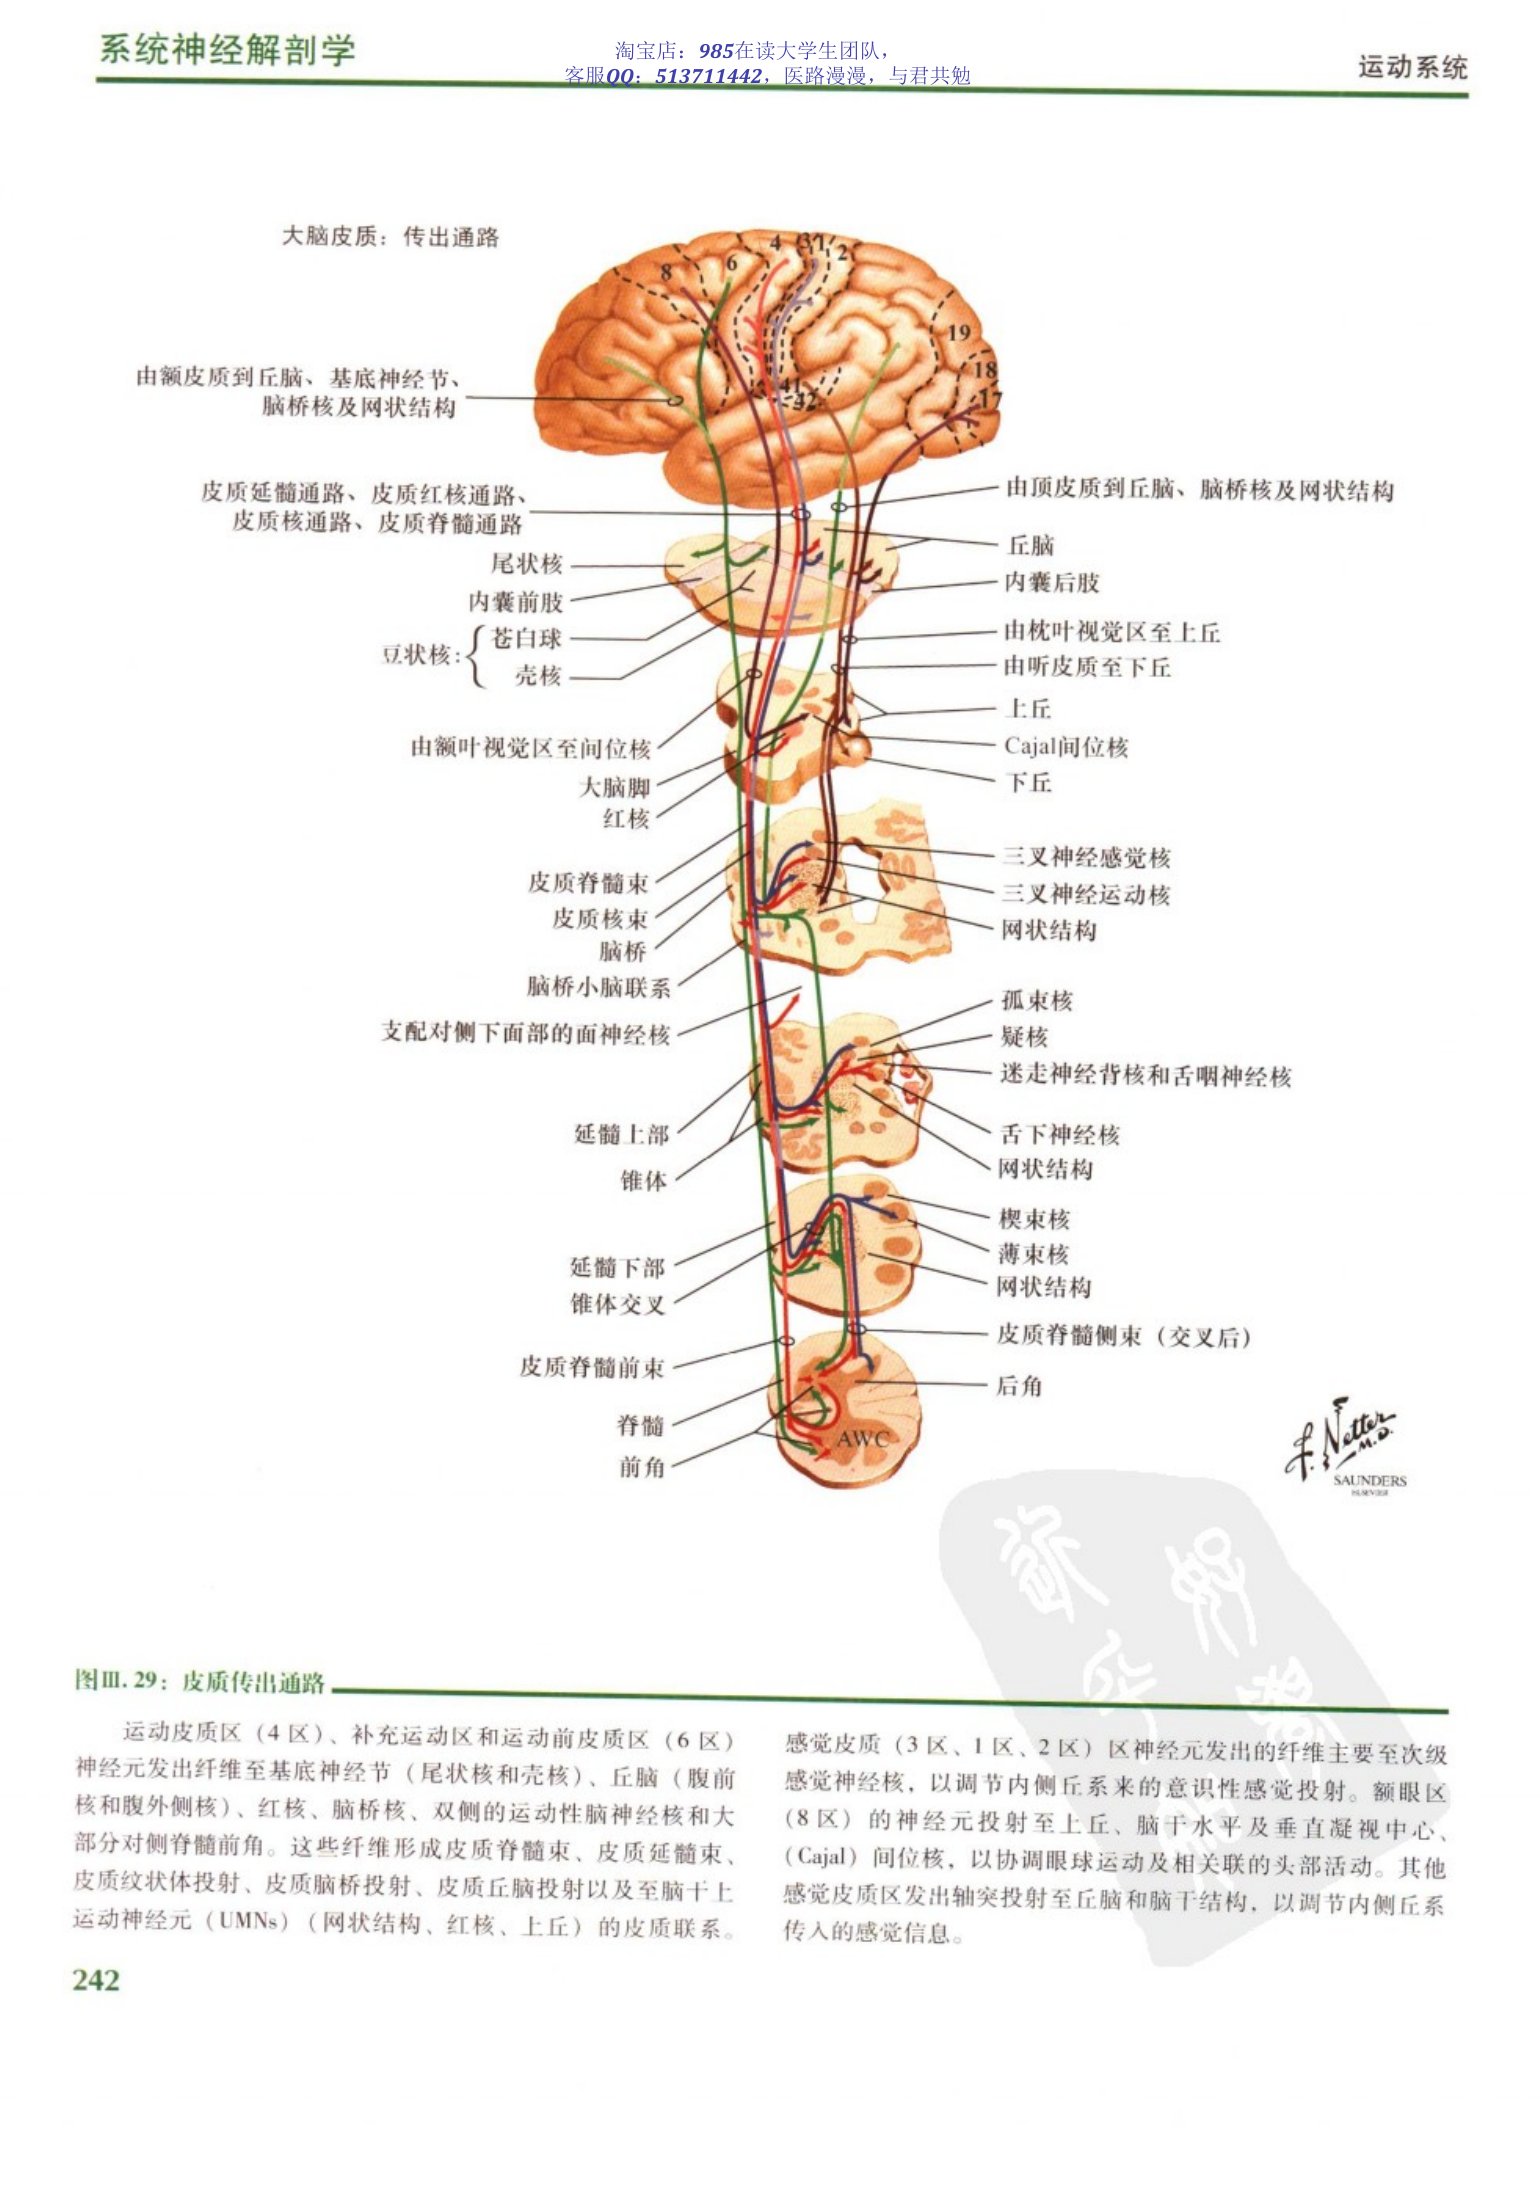 系统神经解剖学
淘宝店：985在读大学生团队，
客服QQ：513711442，医路漫漫，与君共勉
运动系统
大脑皮质：传出通路
8
6
4
3
1
2
19
18
17
41
42
由额皮质到丘脑、基底神经节、
脑桥核及网状结构
皮质延髓通路、皮质红核通路、
皮质核通路、皮质脊髓通路
尾状核
内囊前肢
豆状核：
苍白球
壳核
由额叶视觉区至间位核
大脑脚
红核
皮质脊髓束
皮质核束
脑桥
脑桥小脑联系
支配对侧下面部的面神经核
延髓上部
锥体
延髓下部
锥体交叉
皮质脊髓前束
脊髓
前角
由顶皮质到丘脑、脑桥核及网状结构
丘脑
内囊后肢
由枕叶视觉区至上丘
由听皮质至下丘
上丘
Cajal间位核
下丘
三叉神经感觉核
三叉神经运动核
网状结构
孤束核
疑核
迷走神经背核和舌咽神经核
舌下神经核
网状结构
楔束核
薄束核
网状结构
皮质脊髓侧束（交叉后）
后角
AWC
F. Netter
M.D.
SAUNDERS
图Ⅲ. 29：皮质传出通路
运动皮质区（4 区）、补充运动区和运动前皮质区（6 区）
神经元发出纤维至基底神经节（尾状核和壳核）、丘脑（腹前
核和腹外侧核）、红核、脑桥核、双侧的运动性脑神经核和大
部分对侧脊髓前角。这些纤维形成皮质脊髓束、皮质延髓束、
皮质纹状体投射、皮质脑桥投射、皮质丘脑投射以及至脑干上
运动神经元（UMNs）（网状结构、红核、上丘）的皮质联系。
感觉皮质（3 区、1 区、2 区）区神经元发出的纤维主要至次级
感觉神经核，以调节内侧丘系来的意识性感觉投射。额眼区
（8 区）的神经元投射至上丘、脑干水平及垂直凝视中心、
（Cajal）间位核，以协调眼球运动及相关联的头部活动。其他
感觉皮质区发出轴突投射至丘脑和脑干结构，以调节内侧丘系
传入的感觉信息。
242